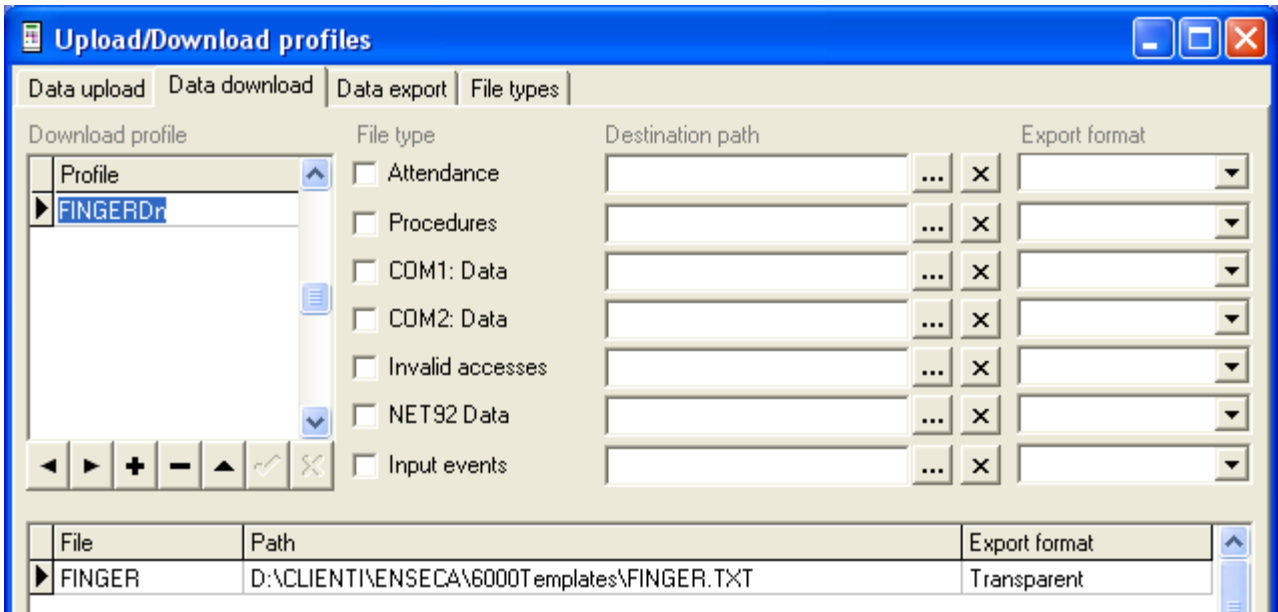 Upload/Download profiles
Data upload Data download Data export File types
Download profile File type Destination path Export format
Profile Attendance ... X
FINGERDn Procedures ... X
COM1: Data ... X
COM2: Data ... X
Invalid accesses ... X
NET92 Data ... X
Input events ... X
File Path Export format
FINGER D:\CLIENTI\ENSECA\6000Templates\FINGER.TXT Transparent